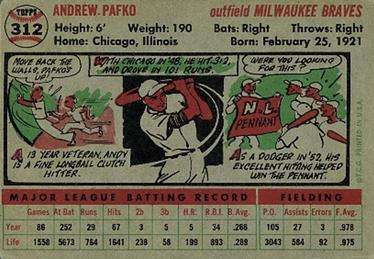 TOPPS
312
ANDREW PAFKO
outfield MILWAUKEE BRAVES
Height: 6' Weight: 190 Bats: Right Throws: Right
Home: Chicago, Illinois Born: February 25, 1921
MOVE BACK THE
WALLS, PAFKO'S
UP!
A 13 YEAR VETERAN, ANDY
IS A FINE LONGBALL CLUTCH
HITTER.
WITH CHICAGO IN '48, HE HIT .312,
AND DROVE IN 101 RUNS.
WERE YOU
LOOKING FOR
THIS?
N.L.
PENNANT
AS A DODGER IN '52, HIS
EXCELLENT HITTING HELPED
WIN THE PENNANT.
© T.C.G. PRINTED IN U.S.A.
MAJOR LEAGUE BATTING RECORD FIELDING
Games At Bat Runs Hits 2b 3b H.R. R.B.I. B. Avg. P.O. Assists Errors F. Avg.
Year 86 252 29 67 3 5 5 34 .266 105 27 3 .978
Life 1558 5673 764 1641 238 58 199 893 .289 3043 584 92 .975